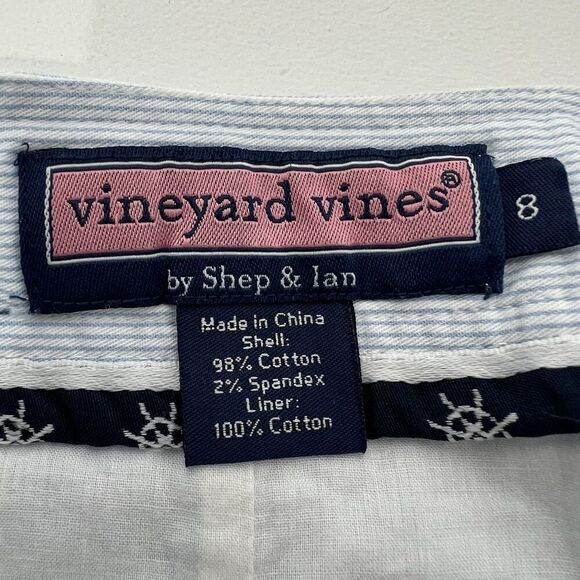 vineyard vines®
8
by Shep & Ian
Made in China
Shell:
98% Cotton
2% Spandex
Liner:
100% Cotton